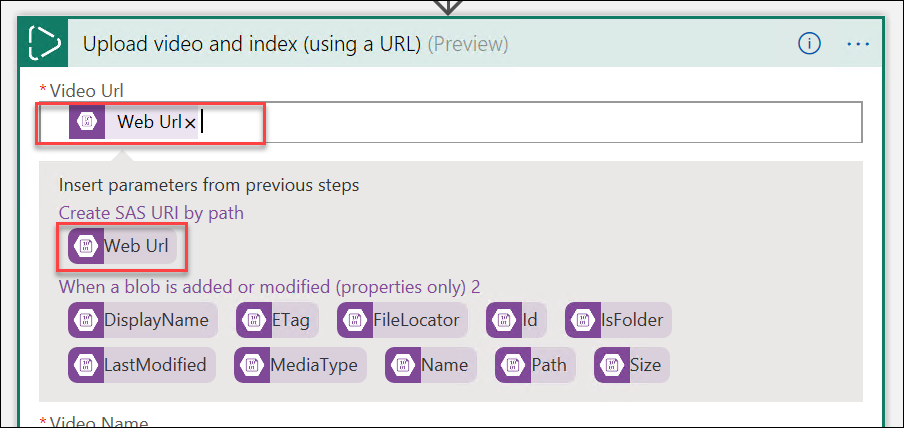 Upload video and index (using a URL) (Preview)
* Video Url
Web Url ×
Insert parameters from previous steps
Create SAS URI by path
Web Url
When a blob is added or modified (properties only) 2
DisplayName ETag FileLocator Id IsFolder
LastModified MediaType Name Path Size
* Video Name